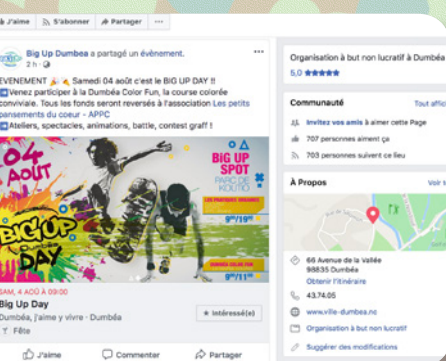 J'aime S'abonner Partager ...
Big Up Dumbea a partagé un évènement.
2 h
EVENEMENT Samedi 04 août c'est le BIG UP DAY !!
Venez participer à la Dumbéa Color Fun, la course colorée
conviviale. Tous les fonds seront reversés à l'association Les petits
pansements du coeur - APPC
Ateliers, spectacles, animations, battle, contest graff !
04
AOUT
BIG UP
Dumbéa
DAY
BIG UP
SPOT
PARC DE
KOUTIO
DUMBÉA COLOR FUN
SAM, 4 AOÛ À 09:00
Big Up Day
Dumbéa, j'aime y vivre · Dumbéa
Fête
Intéressé(e)
J'aime Commenter Partager
Organisation à but non lucratif à Dumbéa
5,0
Communauté
Tout affic
Invitez vos amis à aimer cette Page
707 personnes aiment ça
703 personnes suivent ce lieu
À Propos
Voir t
66 Avenue de la Vallée
98835 Dumbéa
Obtenir l'itinéraire
43.74.05
www.ville-dumbea.nc
Organisation à but non lucratif
Suggérer des modifications